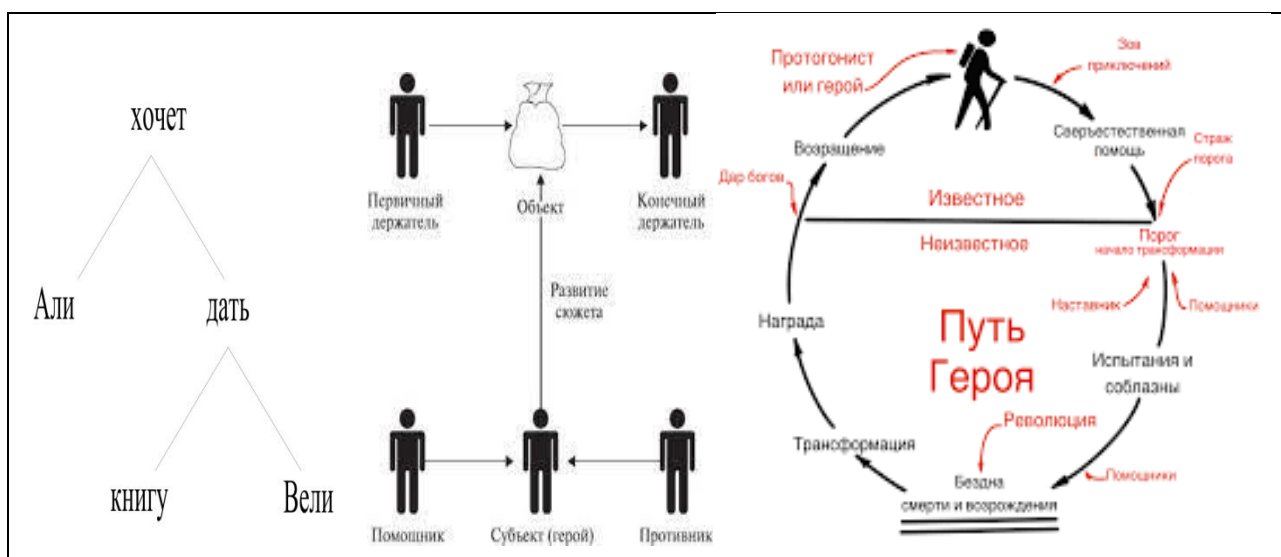 хочет
Али
дать
книгу
Вели
Первичный
держатель
Объект
Конечный
держатель
Развитие
сюжета
Помощник
Субъект (герой)
Противник
Протогонист
или герой
Зов
приключений
Сверъестественная
помощь
Страж
порога
Возращение
Дар богов
Известное
Неизвестное
Порог
начало трансформации
Наставник
Помощники
Награда
Путь
Героя
Испытания и
соблазны
Революция
Трансформация
Помощники
Бездна
смерти и возрождения